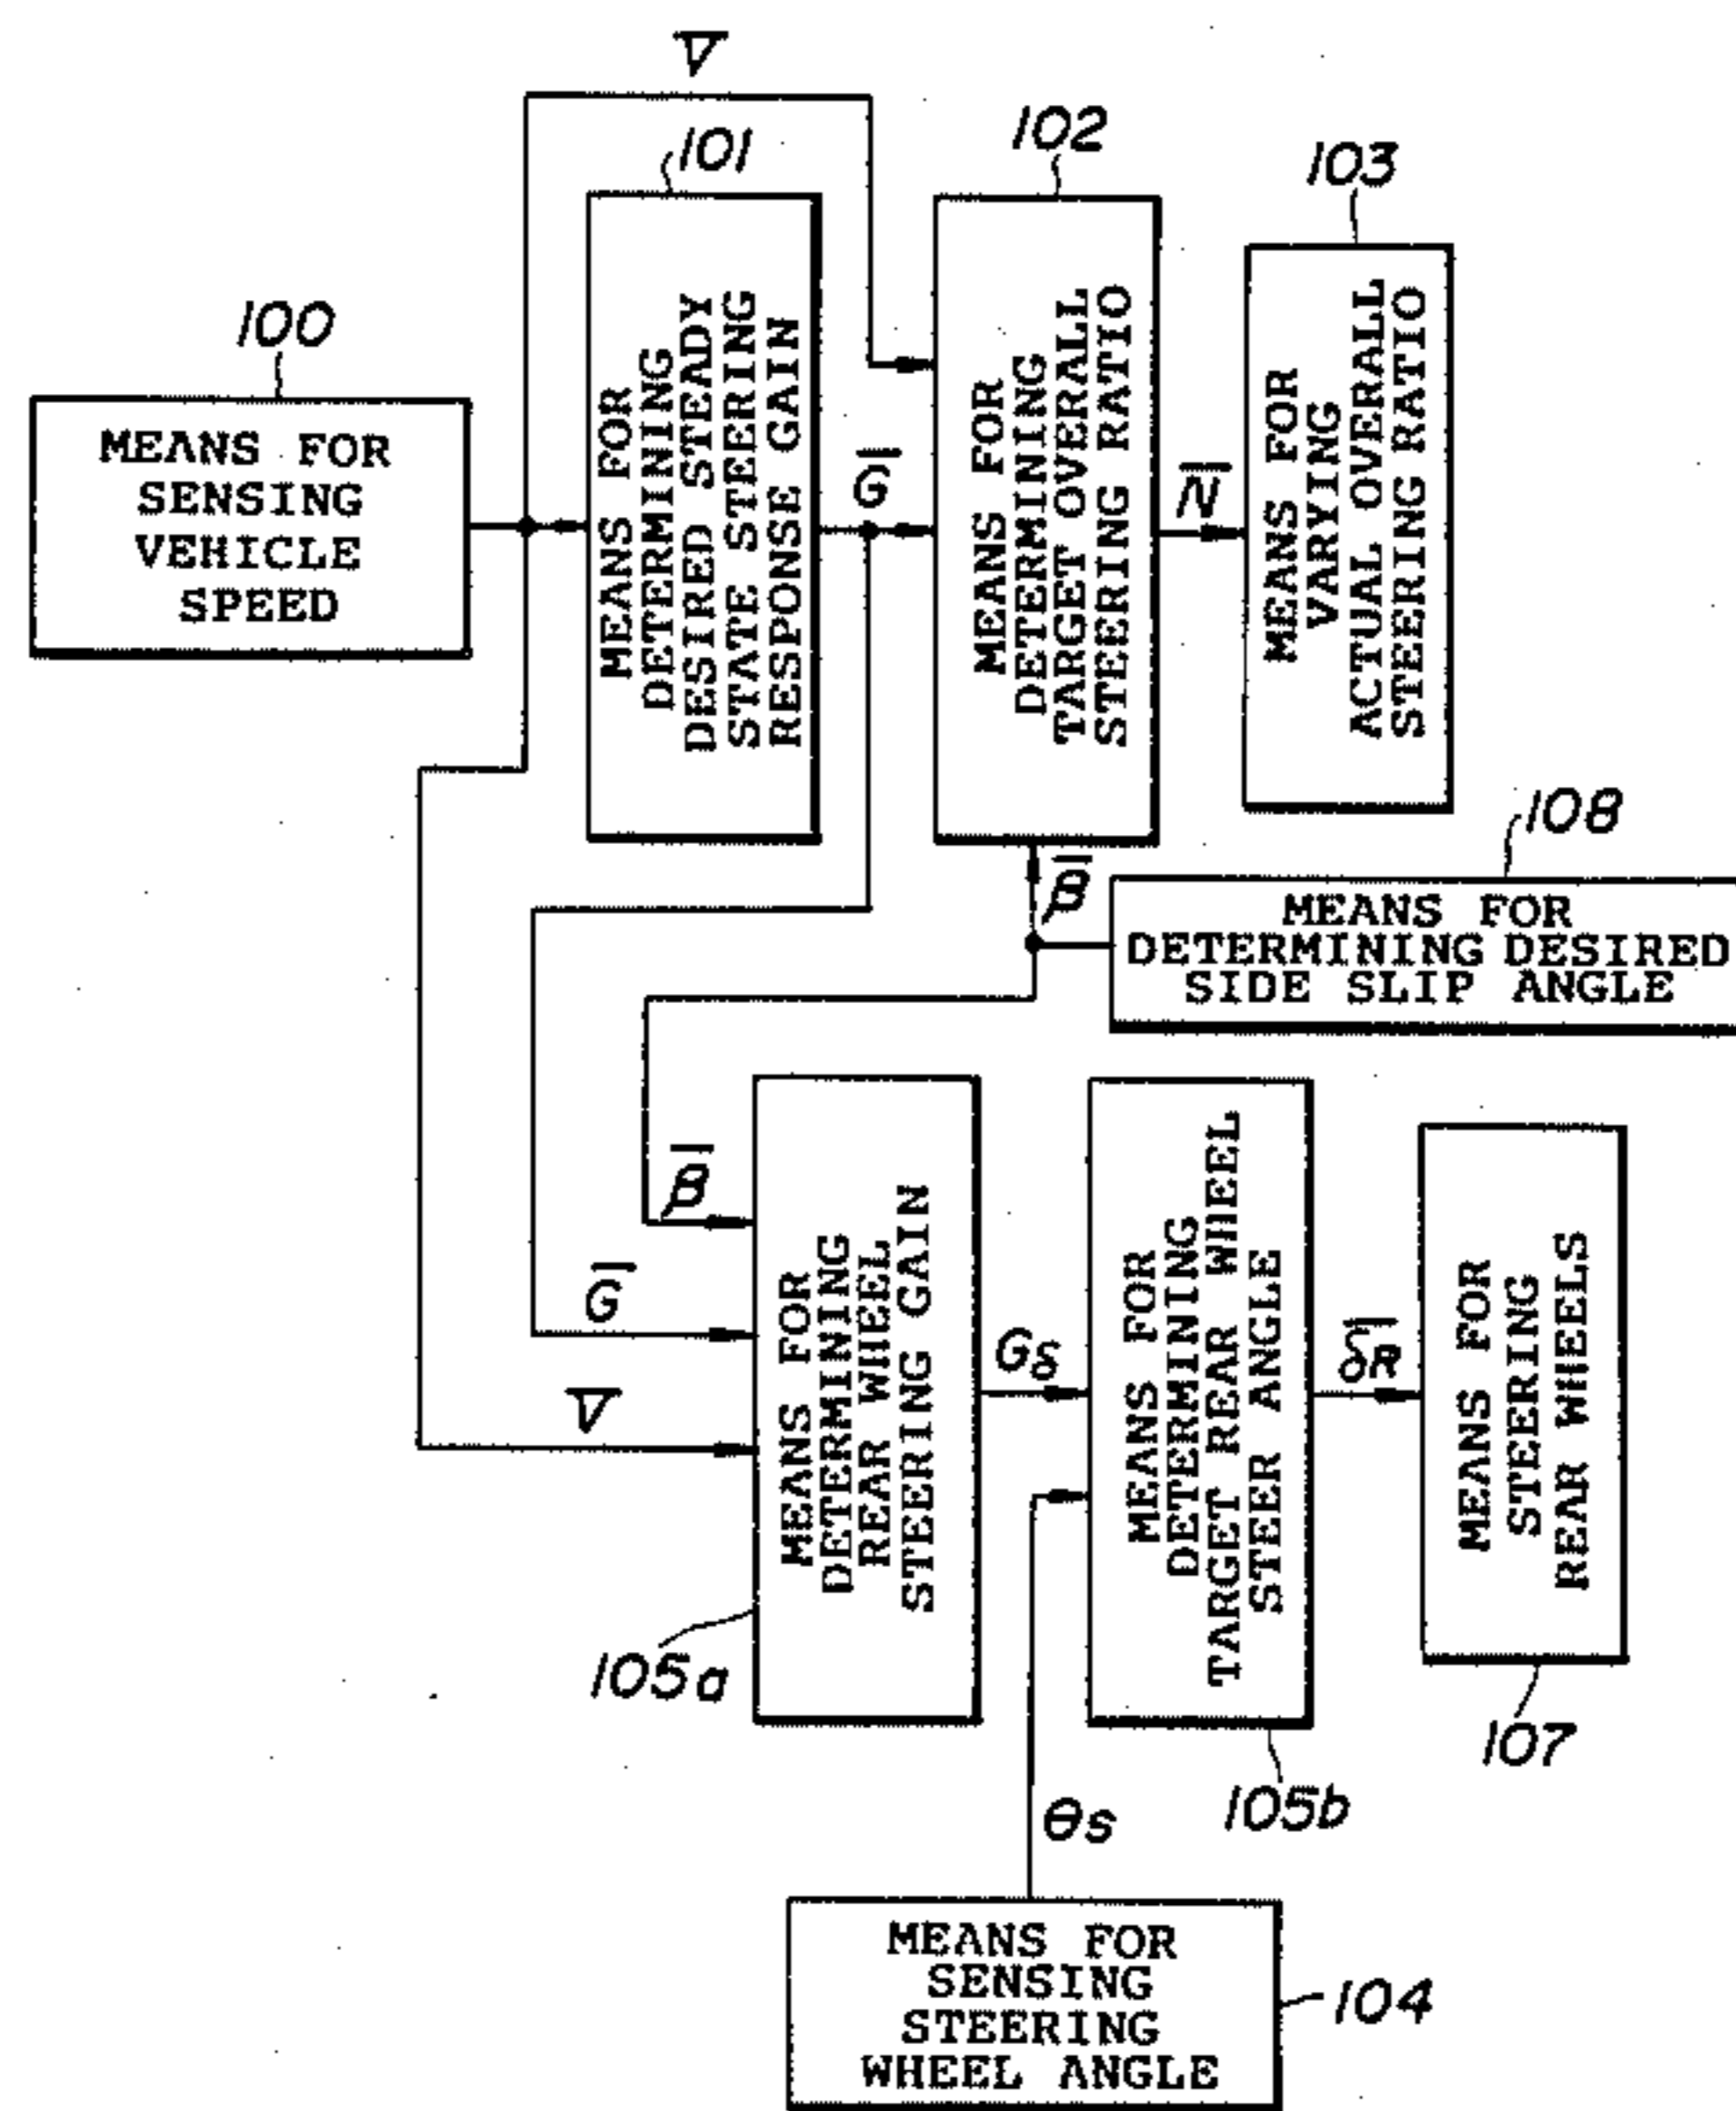 V
101
102
103
100
MEANS FOR
SENSING
VEHICLE
SPEED
MEANS FOR
DETERMINING
DESIRED STEADY
STATE STEERING
RESPONSE GAIN
G̅
MEANS FOR
DETERMINING
TARGET OVERALL
STEERING RATIO
N̅
MEANS FOR
VARYING
ACTUAL OVERALL
STEERING RATIO
108
β̅
MEANS FOR
DETERMINING DESIRED
SIDE SLIP ANGLE
β̅
G̅
V
MEANS FOR
DETERMINING
REAR WHEEL
STEERING GAIN
105a
Gδ
MEANS FOR
DETERMINING
TARGET REAR WHEEL
STEER ANGLE
105b
δ̅R
MEANS FOR
STEERING
REAR WHEELS
107
θs
MEANS FOR
SENSING
STEERING
WHEEL ANGLE
104